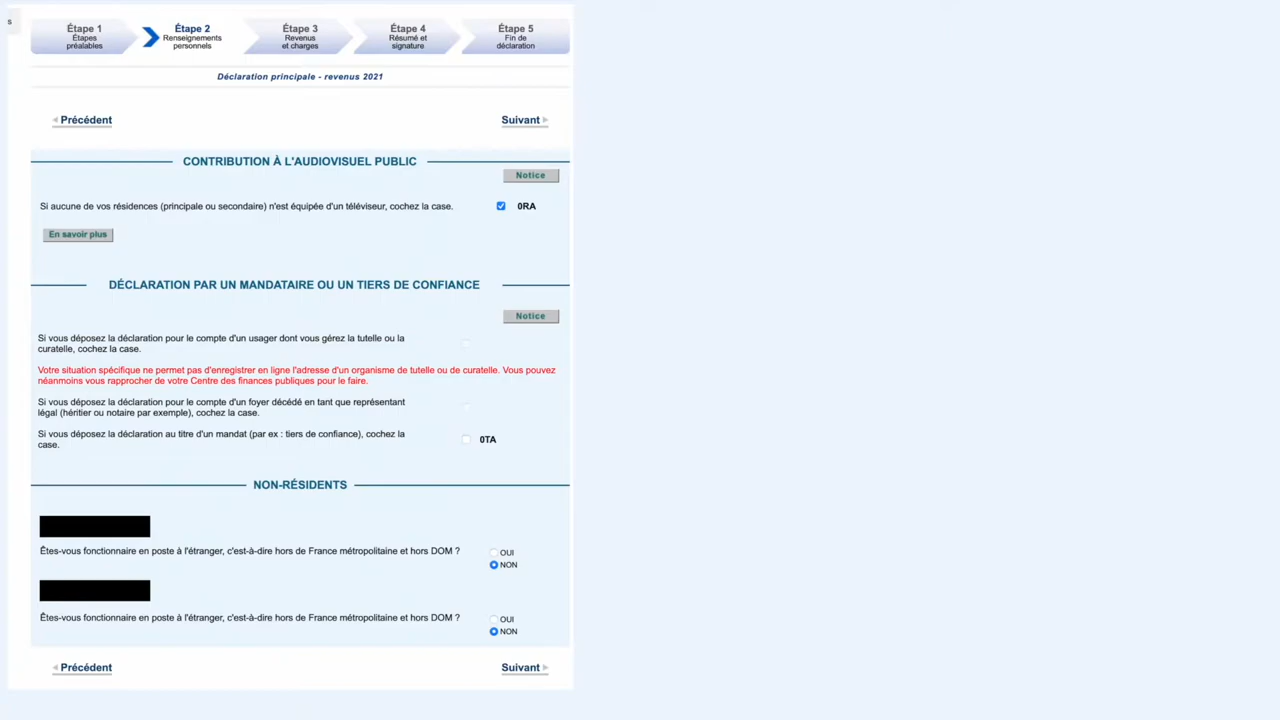 s
Étape 1
Étapes
préalables
Étape 2
Renseignements
personnels
Étape 3
Revenus
et charges
Étape 4
Résumé et
signature
Étape 5
Fin de
déclaration
Déclaration principale - revenus 2021
Précédent
Suivant
CONTRIBUTION À L'AUDIOVISUEL PUBLIC
Notice
Si aucune de vos résidences (principale ou secondaire) n'est équipée d'un téléviseur, cochez la case.
0RA
En savoir plus
DÉCLARATION PAR UN MANDATAIRE OU UN TIERS DE CONFIANCE
Notice
Si vous déposez la déclaration pour le compte d'un usager dont vous gérez la tutelle ou la
curatelle, cochez la case.
Votre situation spécifique ne permet pas d'enregistrer en ligne l'adresse d'un organisme de tutelle ou de curatelle. Vous pouvez
néanmoins vous rapprocher de votre Centre des finances publiques pour le faire.
Si vous déposez la déclaration pour le compte d'un foyer décédé en tant que représentant
légal (héritier ou notaire par exemple), cochez la case.
Si vous déposez la déclaration au titre d'un mandat (par ex : tiers de confiance), cochez la
case.
0TA
NON-RÉSIDENTS
Êtes-vous fonctionnaire en poste à l'étranger, c'est-à-dire hors de France métropolitaine et hors DOM ?
OUI
NON
Êtes-vous fonctionnaire en poste à l'étranger, c'est-à-dire hors de France métropolitaine et hors DOM ?
OUI
NON
Précédent
Suivant